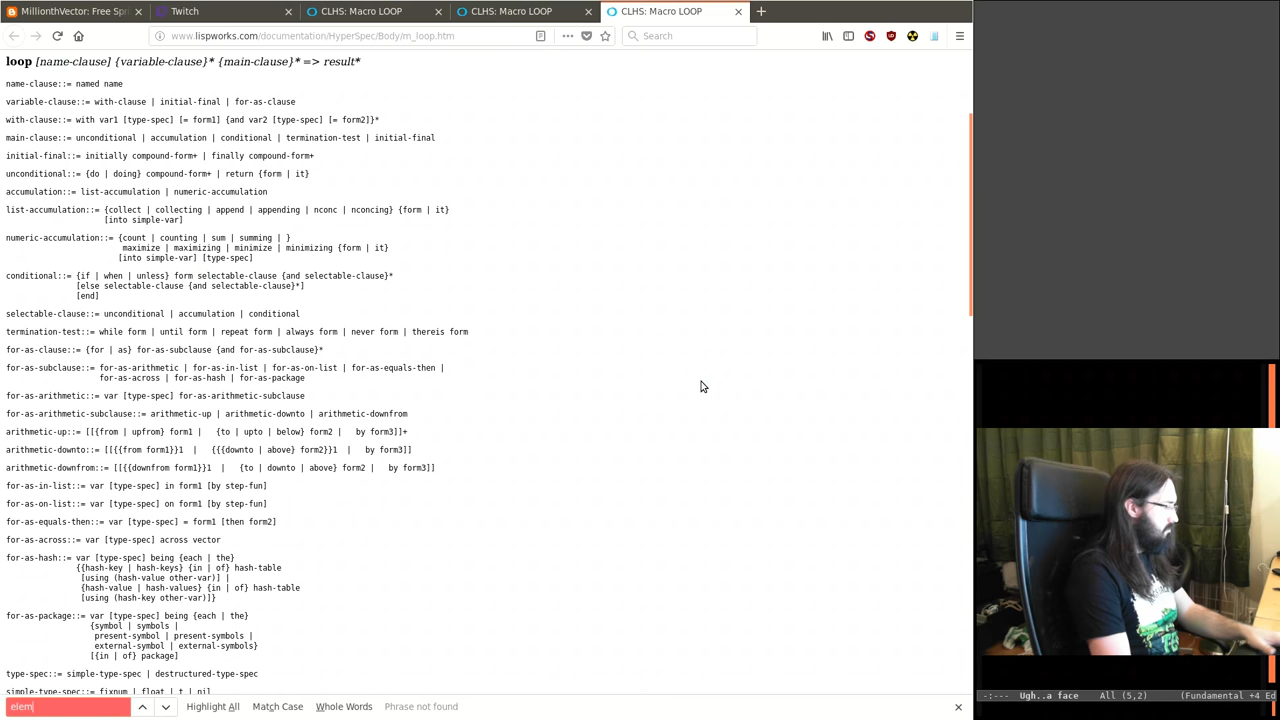 MillionthVector: Free Spri
Twitch
CLHS: Macro LOOP
CLHS: Macro LOOP
CLHS: Macro LOOP
www.lispworks.com/documentation/HyperSpec/Body/m_loop.htm
Search
loop [name-clause] {variable-clause}* {main-clause}* => result*
name-clause::= named name
variable-clause::= with-clause | initial-final | for-as-clause
with-clause::= with var1 [type-spec] [= form1] {and var2 [type-spec] [= form2]}*
main-clause::= unconditional | accumulation | conditional | termination-test | initial-final
initial-final::= initially compound-form+ | finally compound-form+
unconditional::= {do | doing} compound-form+ | return {form | it}
accumulation::= list-accumulation | numeric-accumulation
list-accumulation::= {collect | collecting | append | appending | nconc | nconcing} {form | it}
[into simple-var]
numeric-accumulation::= {count | counting | sum | summing | }
maximize | maximizing | minimize | minimizing {form | it}
[into simple-var] [type-spec]
conditional::= {if | when | unless} form selectable-clause {and selectable-clause}*
[else selectable-clause {and selectable-clause}*]
[end]
selectable-clause::= unconditional | accumulation | conditional
termination-test::= while form | until form | repeat form | always form | never form | thereis form
for-as-clause::= {for | as} for-as-subclause {and for-as-subclause}*
for-as-subclause::= for-as-arithmetic | for-as-in-list | for-as-on-list | for-as-equals-then |
for-as-across | for-as-hash | for-as-package
for-as-arithmetic::= var [type-spec] for-as-arithmetic-subclause
for-as-arithmetic-subclause::= arithmetic-up | arithmetic-downto | arithmetic-downfrom
arithmetic-up::= [[{from | upfrom} form1 | {to | upto | below} form2 | by form3]]+
arithmetic-downto::= [[{{from form1}}1 | {{{downto | above} form2}}1 | by form3]]
arithmetic-downfrom::= [[{{downfrom form1}}1 | {to | downto | above} form2 | by form3]]
for-as-in-list::= var [type-spec] in form1 [by step-fun]
for-as-on-list::= var [type-spec] on form1 [by step-fun]
for-as-equals-then::= var [type-spec] = form1 [then form2]
for-as-across::= var [type-spec] across vector
for-as-hash::= var [type-spec] being {each | the}
{{hash-key | hash-keys} {in | of} hash-table
[using (hash-value other-var)] |
{hash-value | hash-values} {in | of} hash-table
[using (hash-key other-var)]}
for-as-package::= var [type-spec] being {each | the}
{symbol | symbols |
present-symbol | present-symbols |
external-symbol | external-symbols}
[{in | of} package]
type-spec::= simple-type-spec | destructured-type-spec
simple-type-spec::= fixnum | float | t | nil
elem
Highlight All
Match Case
Whole Words
Phrase not found
-:--- Ugh..a face All (5,2) (Fundamental +4 Ed